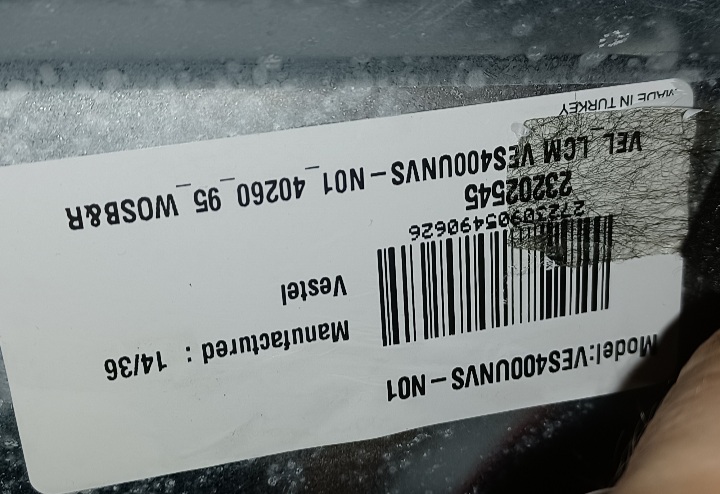 Model:VES400UNVS-N01
Manufactured : 14/36
Vestel
27230905490626
23202545
VEL_LCM VES400UNVS-N01_40260_95_WOSB&R
MADE IN TURKEY